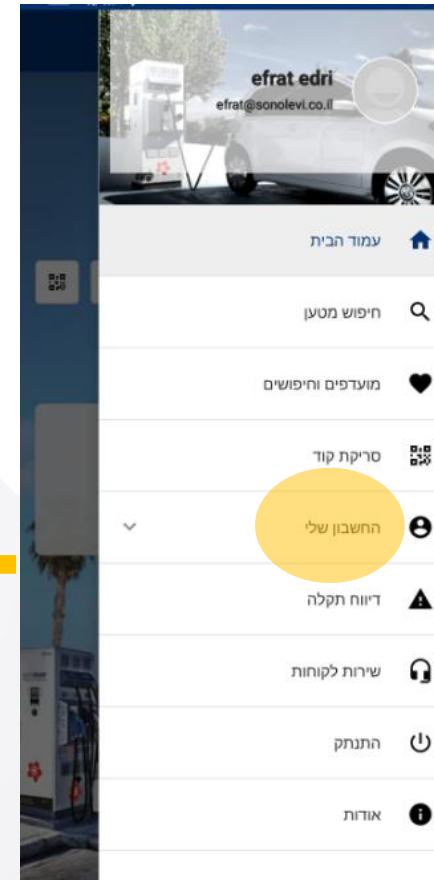 efrat edri
efrat@sonolevi.co.il
עמוד הבית
חיפוש מטען
מועדפים וחיפושים
סריקת קוד
החשבון שלי
דיווח תקלה
שירות לקוחות
התנתק
אודות